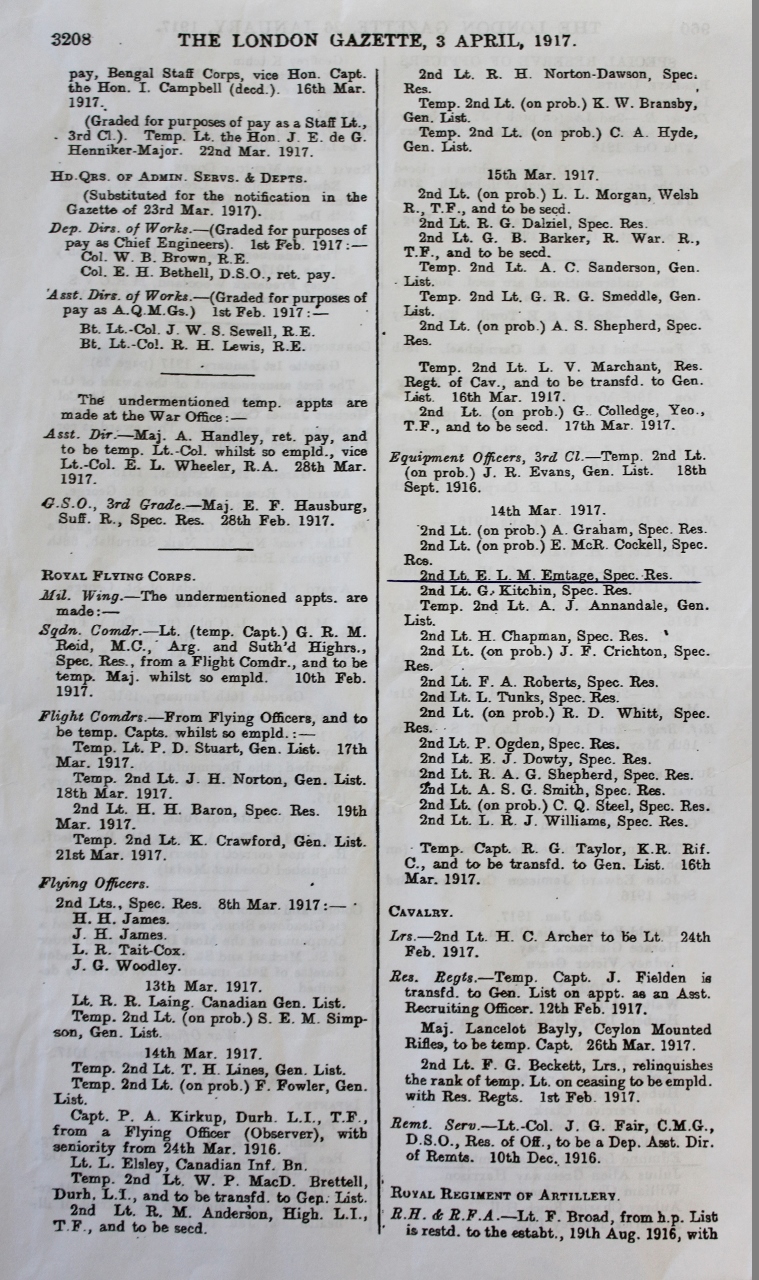 3208 THE LONDON GAZETTE, 3 APRIL, 1917.
pay, Bengal Staff Corps, vice Hon. Capt.
the Hon. I. Campbell (decd.). 16th Mar.
1917.
(Graded for purposes of pay as a Staff Lt.,
3rd Cl.). Temp. Lt. the Hon. J. E. de G.
Henniker-Major. 22nd Mar. 1917.
HD.QRS. OF ADMIN. SERVS. & DEPTS.
(Substituted for the notification in the
Gazette of 23rd Mar. 1917).
Dep. Dirs. of Works.—(Graded for purposes of
pay as Chief Engineers). 1st Feb. 1917:—
Col. W. B. Brown, R.E.
Col. E. H. Bethell, D.S.O., ret. pay.
Asst. Dirs. of Works.—(Graded for purposes of
pay as A.Q.M.Gs.) 1st Feb. 1917:—
Bt. Lt.-Col. J. W. S. Sewell, R.E.
Bt. Lt.-Col. R. H. Lewis, R.E.
The undermentioned temp. appts are
made at the War Office:—
Asst. Dir.—Maj. A. Handley, ret. pay, and
to be temp. Lt.-Col. whilst so empld., vice
Lt.-Col. E. L. Wheeler, R.A. 28th Mar.
1917.
G.S.O., 3rd Grade.—Maj. E. F. Hausburg,
Suff. R., Spec. Res. 28th Feb. 1917.
ROYAL FLYING CORPS.
Mil. Wing.—The undermentioned appts. are
made:—
Sqdn. Comdr.—Lt. (temp. Capt.) G. R. M.
Reid, M.C., Arg. and Suth'd Highrs.,
Spec. Res., from a Flight Comdr., and to be
temp. Maj. whilst so empld. 10th Feb.
1917.
Flight Comdrs.—From Flying Officers, and to
be temp. Capts. whilst so empld.:—
Temp. Lt. P. D. Stuart, Gen. List. 17th
Mar. 1917.
Temp. 2nd Lt. J. H. Norton, Gen. List.
18th Mar. 1917.
2nd Lt. H. H. Baron, Spec. Res. 19th
Mar. 1917.
Temp. 2nd Lt. K. Crawford, Gen. List.
21st Mar. 1917.
Flying Officers.
2nd Lts., Spec. Res. 8th Mar. 1917:—
H. H. James.
J. H. James.
L. R. Tait-Cox.
J. G. Woodley.
13th Mar. 1917.
Lt. R. R. Laing. Canadian Gen. List.
Temp. 2nd Lt. (on prob.) S. E. M. Simp-
son, Gen. List.
14th Mar. 1917.
Temp. 2nd Lt. T. H. Lines, Gen. List.
Temp. 2nd Lt. (on prob.) F. Fowler, Gen.
List.
Capt. P. A. Kirkup, Durh. L.I., T.F.,
from a Flying Officer (Observer), with
seniority from 24th Mar. 1916.
Lt. L. Elsley, Canadian Inf. Bn.
Temp. 2nd Lt. W. P. MacD. Brettell,
Durh. L.I., and to be transfd. to Gen. List.
2nd Lt. R. M. Anderson, High. L.I.,
T.F., and to be secd.
2nd Lt. R. H. Norton-Dawson, Spec.
Res.
Temp. 2nd Lt. (on prob.) K. W. Bransby,
Gen. List.
Temp. 2nd Lt. (on prob.) C. A. Hyde,
Gen. List.
15th Mar. 1917.
2nd Lt. (on prob.) L. L. Morgan, Welsh
R., T.F., and to be secd.
2nd Lt. R. G. Dalziel, Spec. Res.
2nd Lt. G. B. Barker, R. War. R.,
T.F., and to be secd.
Temp. 2nd Lt. A. C. Sanderson, Gen.
List.
Temp. 2nd Lt. G. R. G. Smeddle, Gen.
List.
2nd Lt. (on prob.) A. S. Shepherd, Spec.
Res.
Temp. 2nd Lt. L. V. Marchant, Res.
Regt. of Cav., and to be transfd. to Gen.
List. 16th Mar. 1917.
2nd Lt. (on prob.) G. Colledge, Yeo.,
T.F., and to be secd. 17th Mar. 1917.
Equipment Officers, 3rd Cl.—Temp. 2nd Lt.
(on prob.) J. R. Evans, Gen. List. 18th
Sept. 1916.
14th Mar. 1917.
2nd Lt. (on prob.) A. Graham, Spec. Res.
2nd Lt. (on prob.) E. McR. Cockell, Spec.
Res.
2nd Lt. E. L. M. Emtage, Spec. Res.
2nd Lt. G. Kitchin, Spec. Res.
Temp. 2nd Lt. A. J. Annandale, Gen.
List.
2nd Lt. H. Chapman, Spec. Res.
2nd Lt. (on prob.) J. F. Crichton, Spec.
Res.
2nd Lt. F. A. Roberts, Spec. Res.
2nd Lt. L. Tunks, Spec. Res.
2nd Lt. (on prob.) R. D. Whitt, Spec.
Res.
2nd Lt. P. Ogden, Spec. Res.
2nd Lt. E. J. Dowty, Spec. Res.
2nd Lt. R. A. G. Shepherd, Spec. Res.
2nd Lt. A. S. G. Smith, Spec. Res.
2nd Lt. (on prob.) C. Q. Steel, Spec. Res.
2nd Lt. L. R. J. Williams, Spec. Res.
Temp. Capt. R. G. Taylor, K.R. Rif.
C., and to be transfd. to Gen. List. 16th
Mar. 1917.
CAVALRY.
Lrs.—2nd Lt. H. C. Archer to be Lt. 24th
Feb. 1917.
Res. Regts.—Temp. Capt. J. Fielden is
transfd. to Gen. List on appt. as an Asst.
Recruiting Officer. 12th Feb. 1917.
Maj. Lancelot Bayly, Ceylon Mounted
Rifles, to be temp. Capt. 26th Mar. 1917.
2nd Lt. F. G. Beckett, Lrs., relinquishes
the rank of temp. Lt. on ceasing to be empld.
with Res. Regts. 1st Feb. 1917.
Remt. Serv.—Lt.-Col. J. G. Fair, C.M.G.,
D.S.O., Res. of Off., to be a Dep. Asst. Dir.
of Remts. 10th Dec. 1916.
ROYAL REGIMENT OF ARTILLERY.
R.H. & R.F.A.—Lt. F. Broad, from h.p. List
is restd. to the estabt., 19th Aug. 1916, with